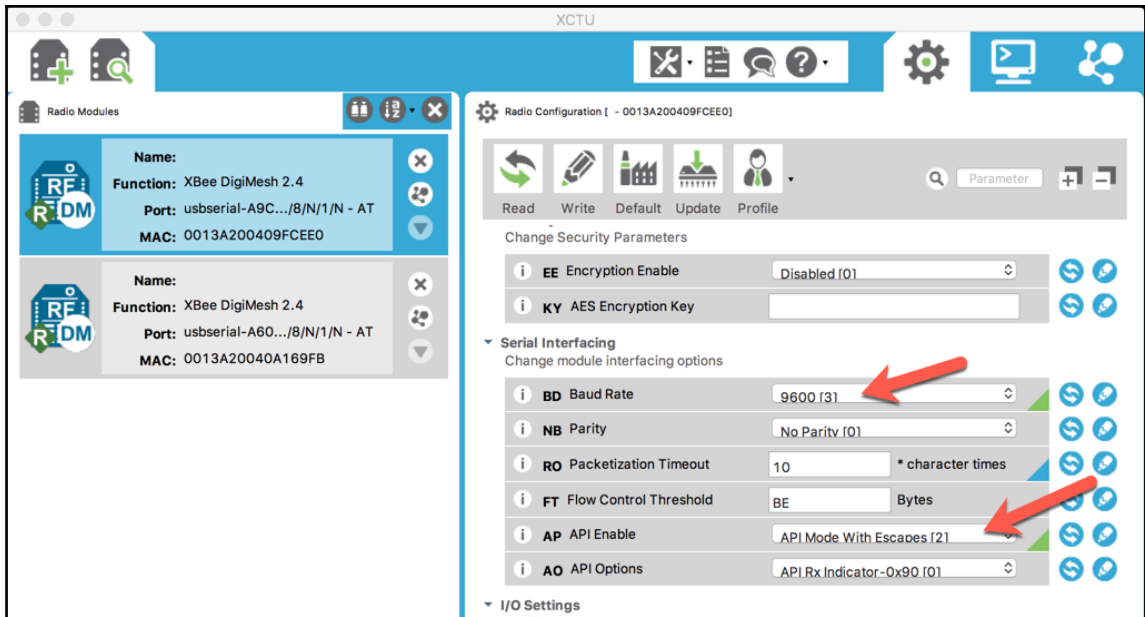 XCTU
Radio Modules
Name:
Function: XBee DigiMesh 2.4
Port: usbserial-A9C.../8/N/1/N - AT
MAC: 0013A200409FCEE0
Name:
Function: XBee DigiMesh 2.4
Port: usbserial-A60.../8/N/1/N - AT
MAC: 0013A20040A169FB
Radio Configuration [ - 0013A200409FCEE0]
Read Write Default Update Profile
Parameter
Change Security Parameters
i EE Encryption Enable Disabled [0]
i KY AES Encryption Key
Serial Interfacing
Change module interfacing options
i BD Baud Rate 9600 [3]
i NB Parity No Parity [0]
i RO Packetization Timeout 10 * character times
i FT Flow Control Threshold BE Bytes
i AP API Enable API Mode With Escapes [2]
i AO API Options API Rx Indicator-0x90 [0]
I/O Settings
RF
R DM
RF
R DM